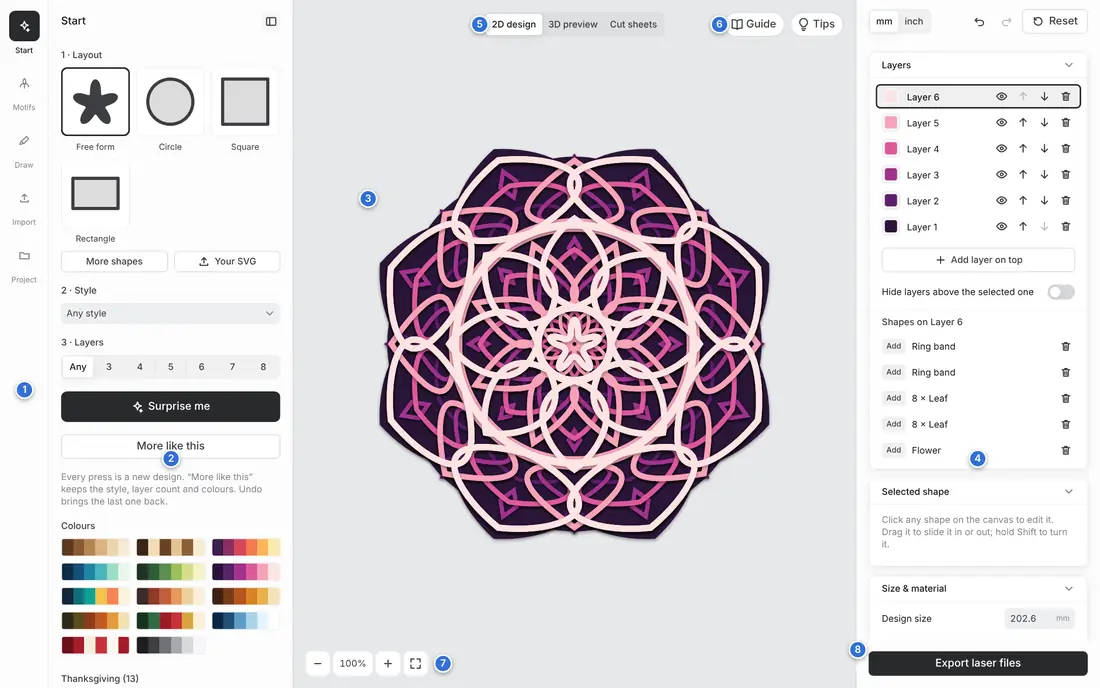 Start
Motifs
Draw
Import
Project
1
Start
1 · Layout
Free form
Circle
Square
Rectangle
More shapes
Your SVG
2 · Style
Any style
3 · Layers
Any 3 4 5 6 7 8
Surprise me
More like this
2
Every press is a new design. “More like this”
keeps the style, layer count and colours. Undo
brings the last one back.
Colours
Thanksgiving (13)
5 2D design 3D preview Cut sheets
6 Guide Tips
3
100%
7
mm inch
Reset
Layers
Layer 6
Layer 5
Layer 4
Layer 3
Layer 2
Layer 1
+ Add layer on top
Hide layers above the selected one
Shapes on Layer 6
Add Ring band
Add Ring band
Add 8 × Leaf
Add 8 × Leaf
Add Flower
4
Selected shape
Click any shape on the canvas to edit it.
Drag it to slide it in or out; hold Shift to turn
it.
Size & material
Design size 202.6 mm
8
Export laser files